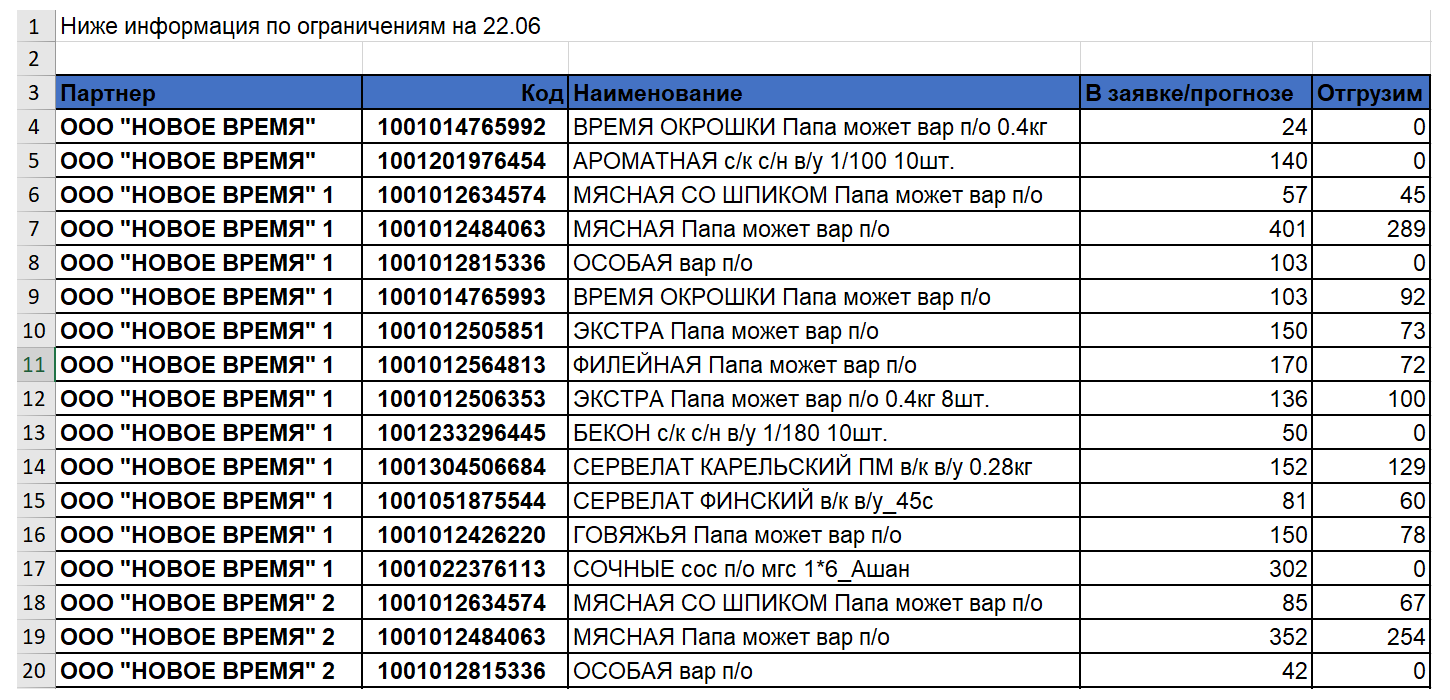 1 Ниже информация по ограничениям на 22.06
2
3 Партнер Код Наименование В заявке/прогнозе Отгрузим
4 ООО "НОВОЕ ВРЕМЯ" 1001014765992 ВРЕМЯ ОКРОШКИ Папа может вар п/о 0.4кг 24 0
5 ООО "НОВОЕ ВРЕМЯ" 1001201976454 АРОМАТНАЯ с/к с/н в/у 1/100 10шт. 140 0
6 ООО "НОВОЕ ВРЕМЯ" 1 1001012634574 МЯСНАЯ СО ШПИКОМ Папа может вар п/о 57 45
7 ООО "НОВОЕ ВРЕМЯ" 1 1001012484063 МЯСНАЯ Папа может вар п/о 401 289
8 ООО "НОВОЕ ВРЕМЯ" 1 1001012815336 ОСОБАЯ вар п/о 103 0
9 ООО "НОВОЕ ВРЕМЯ" 1 1001014765993 ВРЕМЯ ОКРОШКИ Папа может вар п/о 103 92
10 ООО "НОВОЕ ВРЕМЯ" 1 1001012505851 ЭКСТРА Папа может вар п/о 150 73
11 ООО "НОВОЕ ВРЕМЯ" 1 1001012564813 ФИЛЕЙНАЯ Папа может вар п/о 170 72
12 ООО "НОВОЕ ВРЕМЯ" 1 1001012506353 ЭКСТРА Папа может вар п/о 0.4кг 8шт. 136 100
13 ООО "НОВОЕ ВРЕМЯ" 1 1001233296445 БЕКОН с/к с/н в/у 1/180 10шт. 50 0
14 ООО "НОВОЕ ВРЕМЯ" 1 1001304506684 СЕРВЕЛАТ КАРЕЛЬСКИЙ ПМ в/к в/у 0.28кг 152 129
15 ООО "НОВОЕ ВРЕМЯ" 1 1001051875544 СЕРВЕЛАТ ФИНСКИЙ в/к в/у_45с 81 60
16 ООО "НОВОЕ ВРЕМЯ" 1 1001012426220 ГОВЯЖЬЯ Папа может вар п/о 150 78
17 ООО "НОВОЕ ВРЕМЯ" 1 1001022376113 СОЧНЫЕ сос п/о мгс 1*6_Ашан 302 0
18 ООО "НОВОЕ ВРЕМЯ" 2 1001012634574 МЯСНАЯ СО ШПИКОМ Папа может вар п/о 85 67
19 ООО "НОВОЕ ВРЕМЯ" 2 1001012484063 МЯСНАЯ Папа может вар п/о 352 254
20 ООО "НОВОЕ ВРЕМЯ" 2 1001012815336 ОСОБАЯ вар п/о 42 0